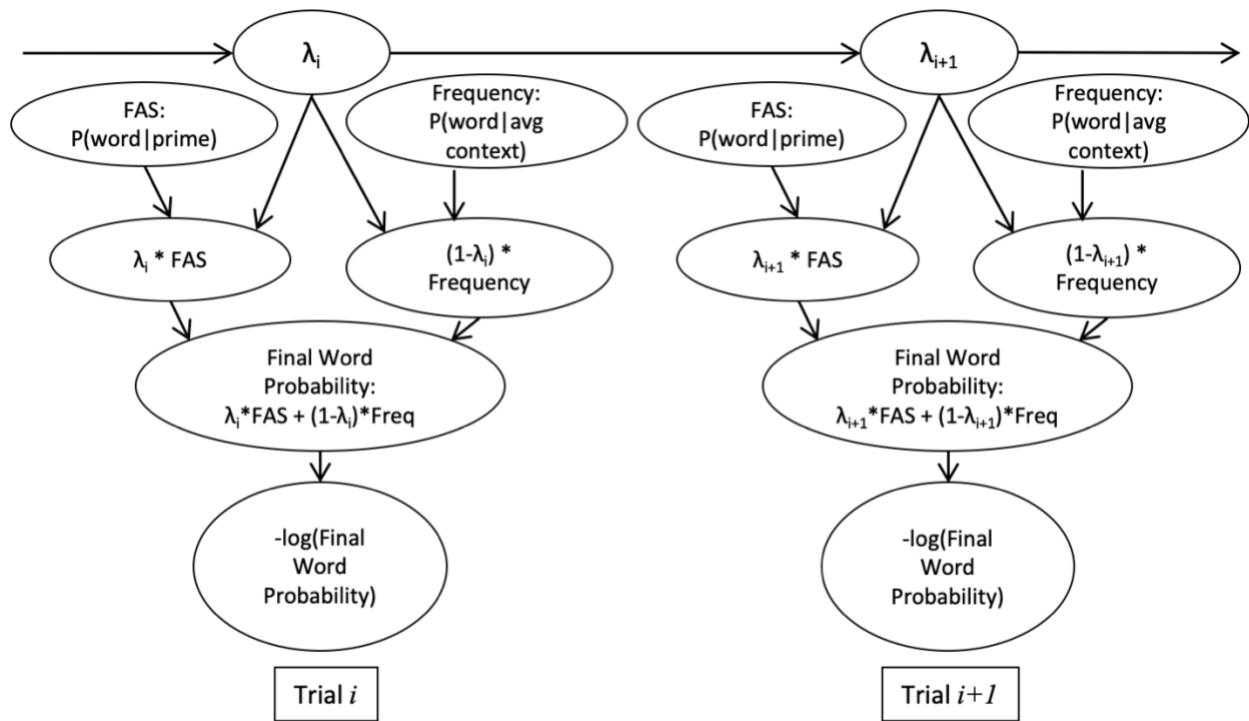 λᵢ
FAS:
P(word|prime)
Frequency:
P(word|avg
context)
λᵢ * FAS
(1-λᵢ) *
Frequency
Final Word
Probability:
λᵢ*FAS + (1-λᵢ)*Freq
-log(Final
Word
Probability)
Trial i
λᵢ₊₁
FAS:
P(word|prime)
Frequency:
P(word|avg
context)
λᵢ₊₁ * FAS
(1-λᵢ₊₁) *
Frequency
Final Word
Probability:
λᵢ₊₁*FAS + (1-λᵢ₊₁)*Freq
-log(Final
Word
Probability)
Trial i+1